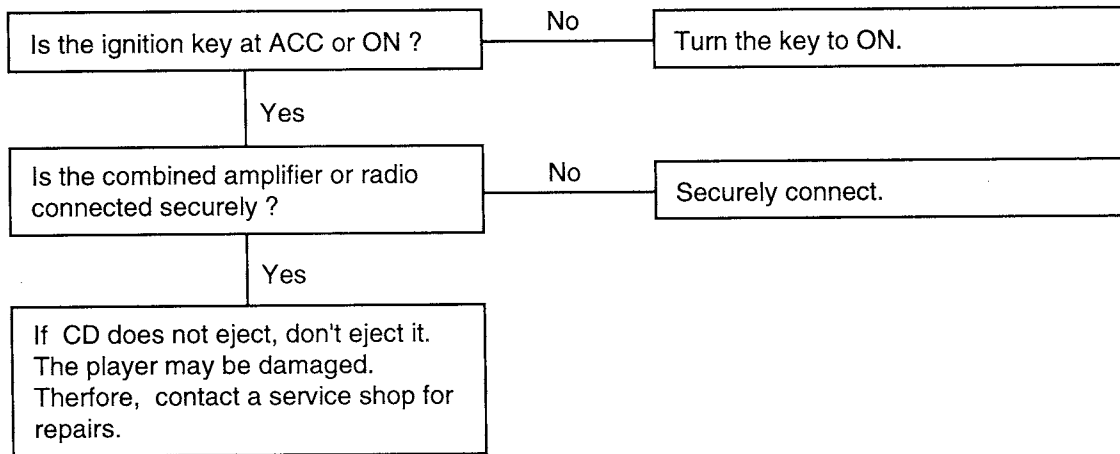 Is the ignition key at ACC or ON ?
No
Turn the key to ON.
Yes
Is the combined amplifier or radio
connected securely ?
No
Securely connect.
Yes
If CD does not eject, don't eject it.
The player may be damaged.
Therfore, contact a service shop for
repairs.